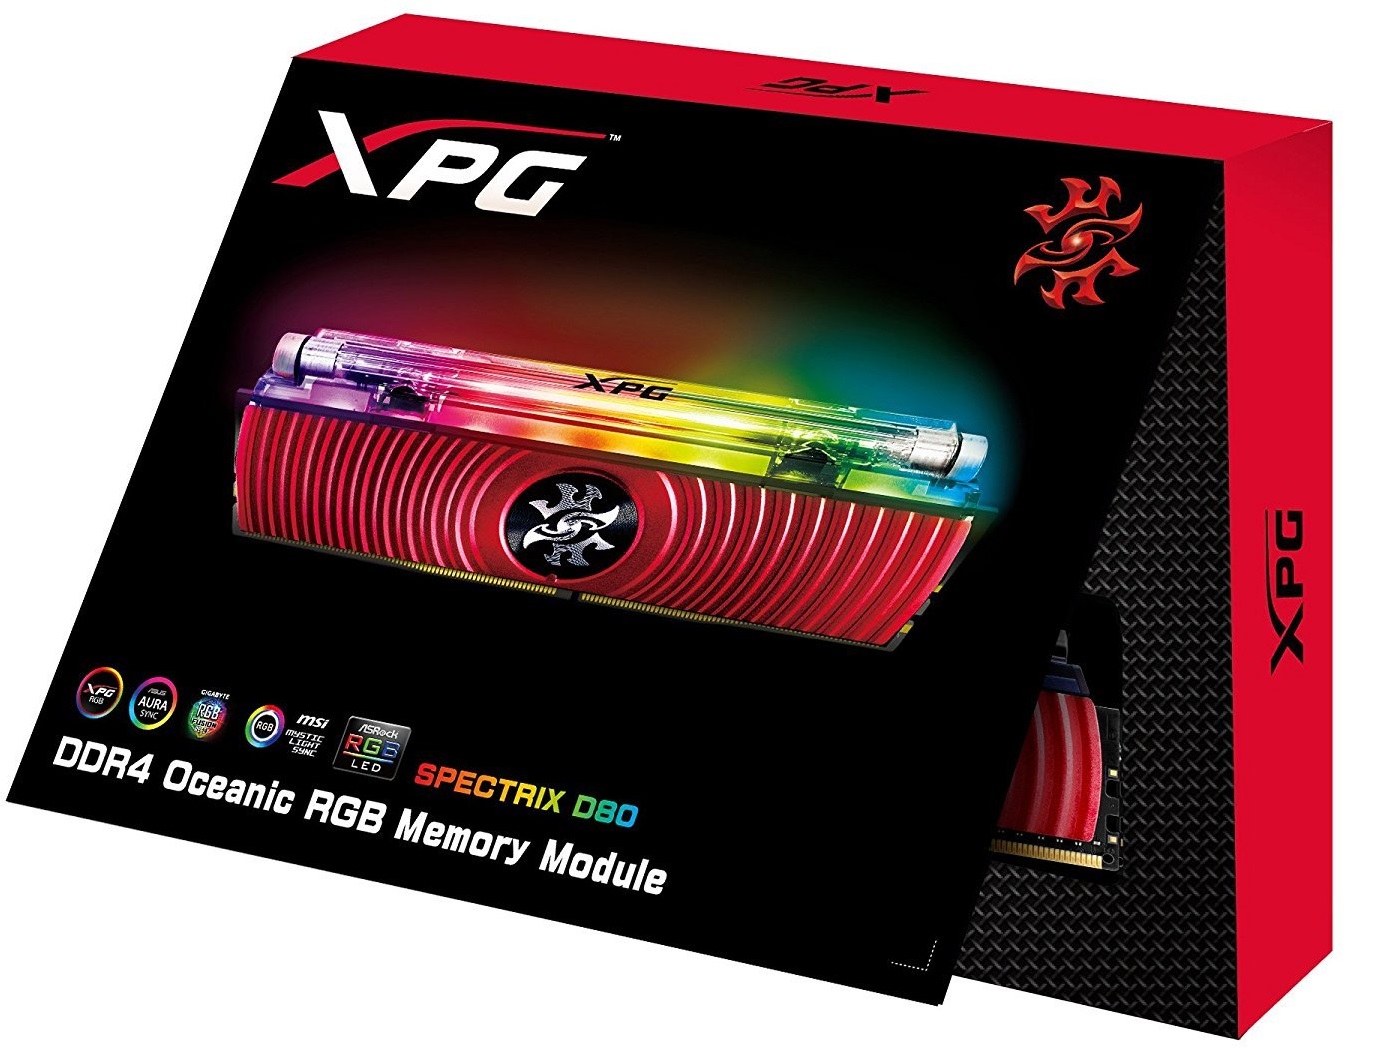 XPG
XPG™
XPG
XPG
RGB
ASUS
AURA
SYNC
GIGABYTE
RGB
FUSION
RGB
msi
MYSTIC
LIGHT
SYNC
ASRock
RGB
LED
SPECTRIX D80
DDR4 Oceanic RGB Memory Module
XPG